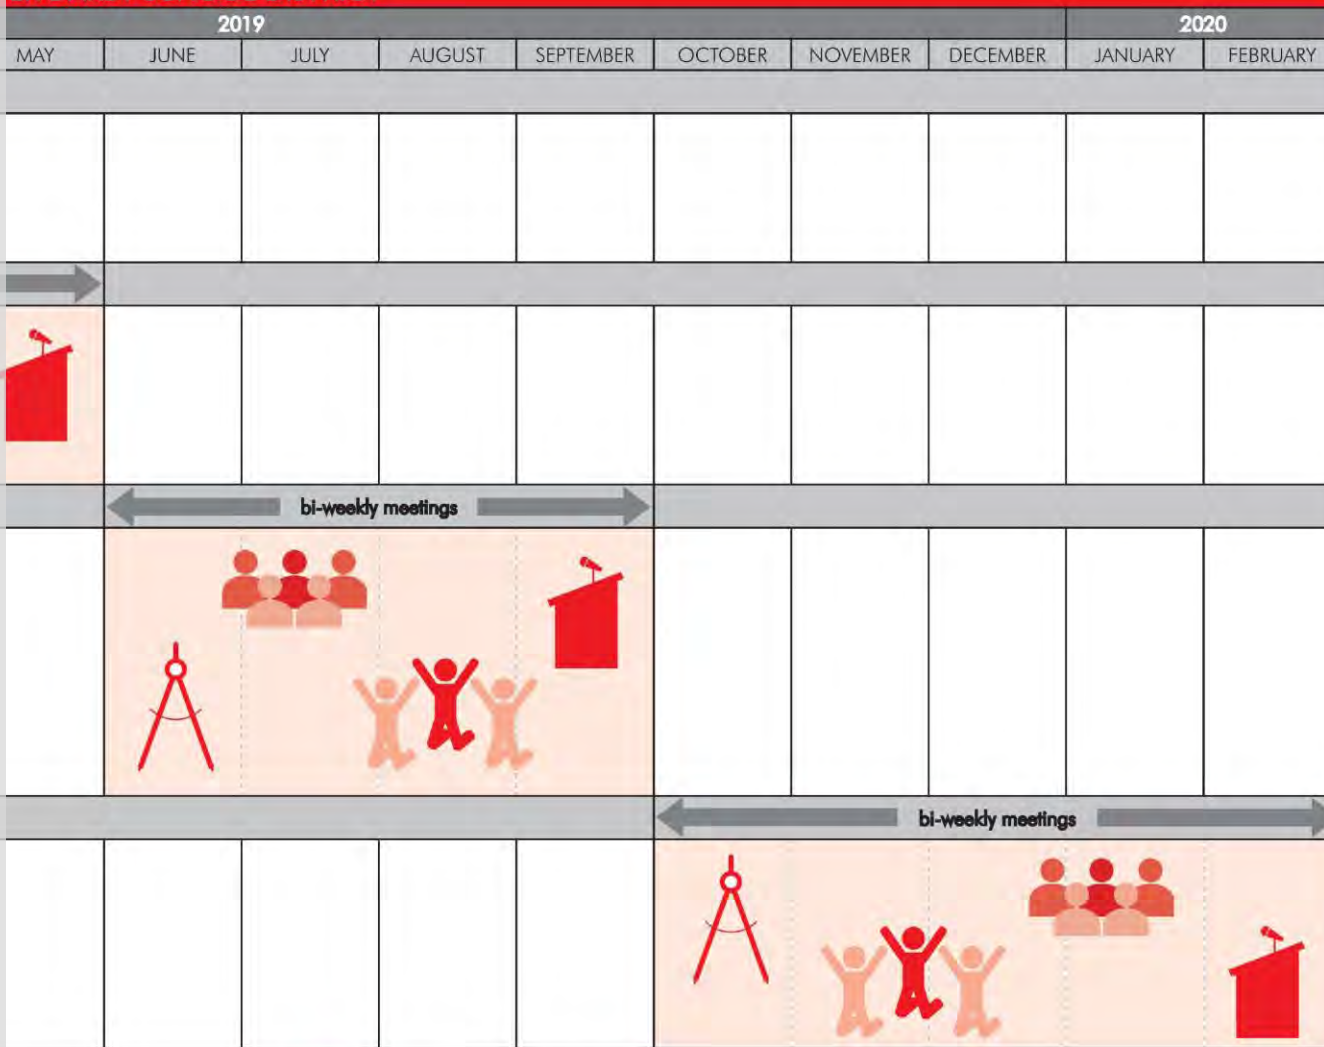 2019 2020
MAY JUNE JULY AUGUST SEPTEMBER OCTOBER NOVEMBER DECEMBER JANUARY FEBRUARY
bi-weekly meetings
bi-weekly meetings